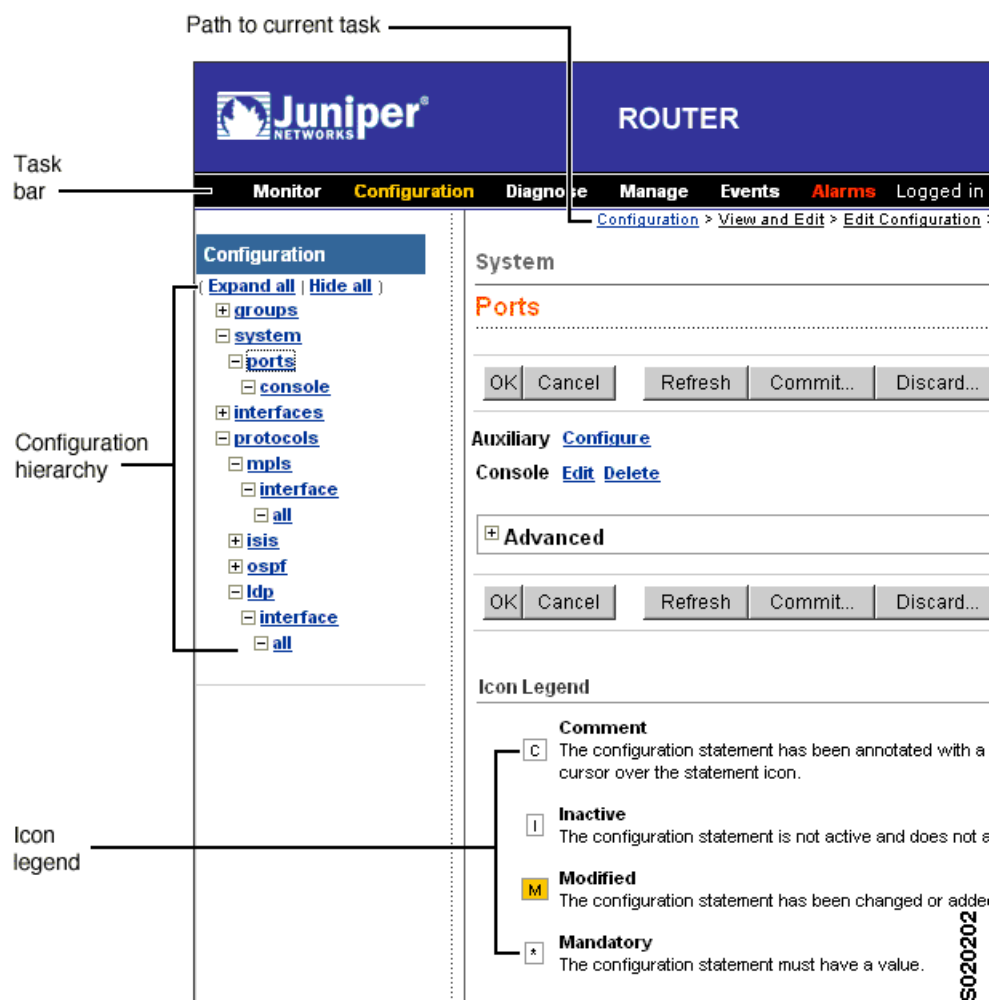 Path to current task
Juniper®
NETWORKS
ROUTER
Task
bar
Monitor Configuration Diagnose Manage Events Alarms Logged in
Configuration > View and Edit > Edit Configuration >
Configuration
( Expand all | Hide all )
groups
system
ports
console
interfaces
protocols
mpls
interface
all
isis
ospf
ldp
interface
all
Configuration
hierarchy
System
Ports
OK Cancel Refresh Commit... Discard...
Auxiliary Configure
Console Edit Delete
Advanced
OK Cancel Refresh Commit... Discard...
Icon Legend
Icon
legend
Comment
C The configuration statement has been annotated with a
cursor over the statement icon.
Inactive
I The configuration statement is not active and does not a
Modified
M The configuration statement has been changed or adde
Mandatory
* The configuration statement must have a value.
S020202